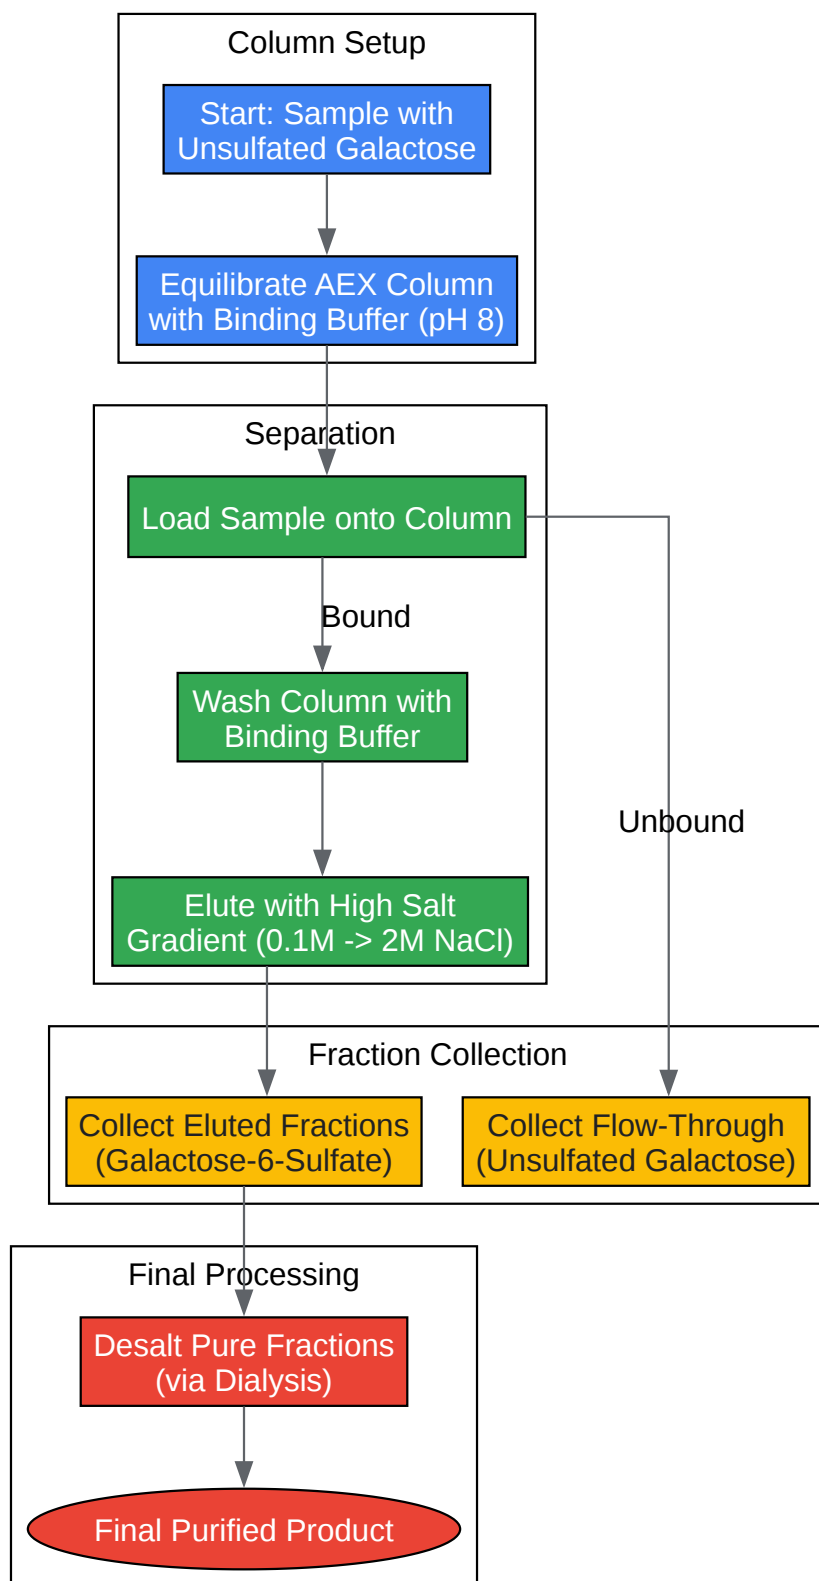 Column Setup
Start: Sample with
Unsulfated Galactose
Equilibrate AEX Column
with Binding Buffer (pH 8)
Separation
Load Sample onto Column
Bound
Wash Column with
Binding Buffer
Unbound
Elute with High Salt
Gradient (0.1M -> 2M NaCl)
Fraction Collection
Collect Eluted Fractions
(Galactose-6-Sulfate)
Collect Flow-Through
(Unsulfated Galactose)
Final Processing
Desalt Pure Fractions
(via Dialysis)
Final Purified Product